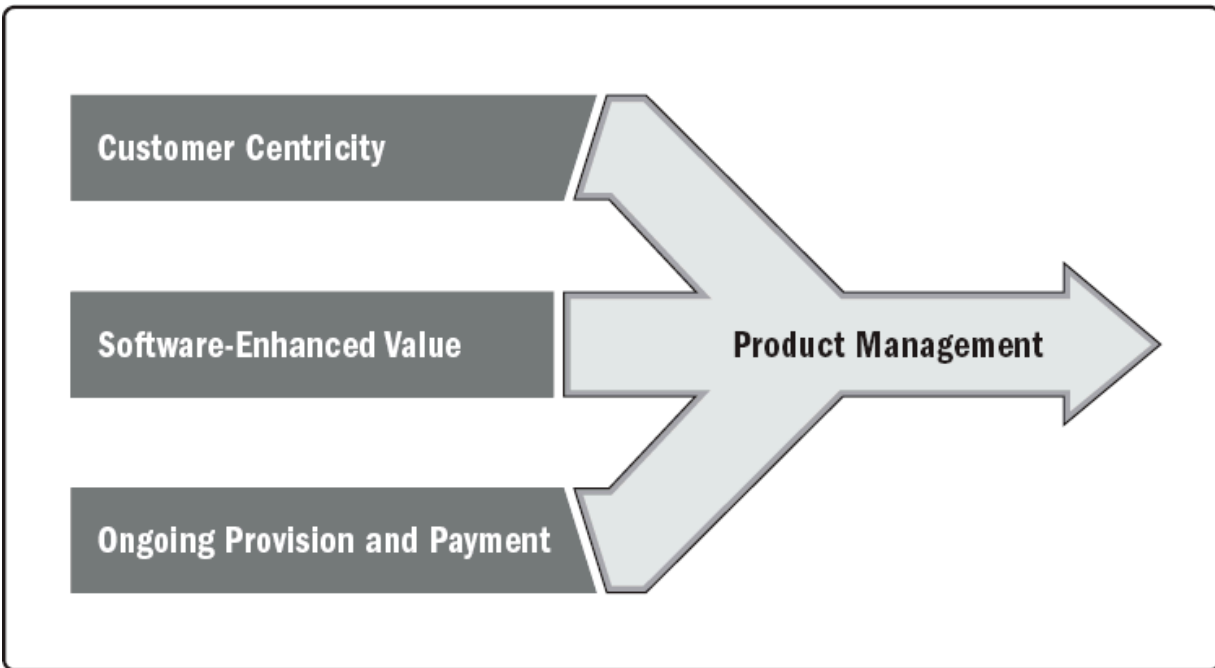 Customer Centricity
Software-Enhanced Value
Product Management
Ongoing Provision and Payment